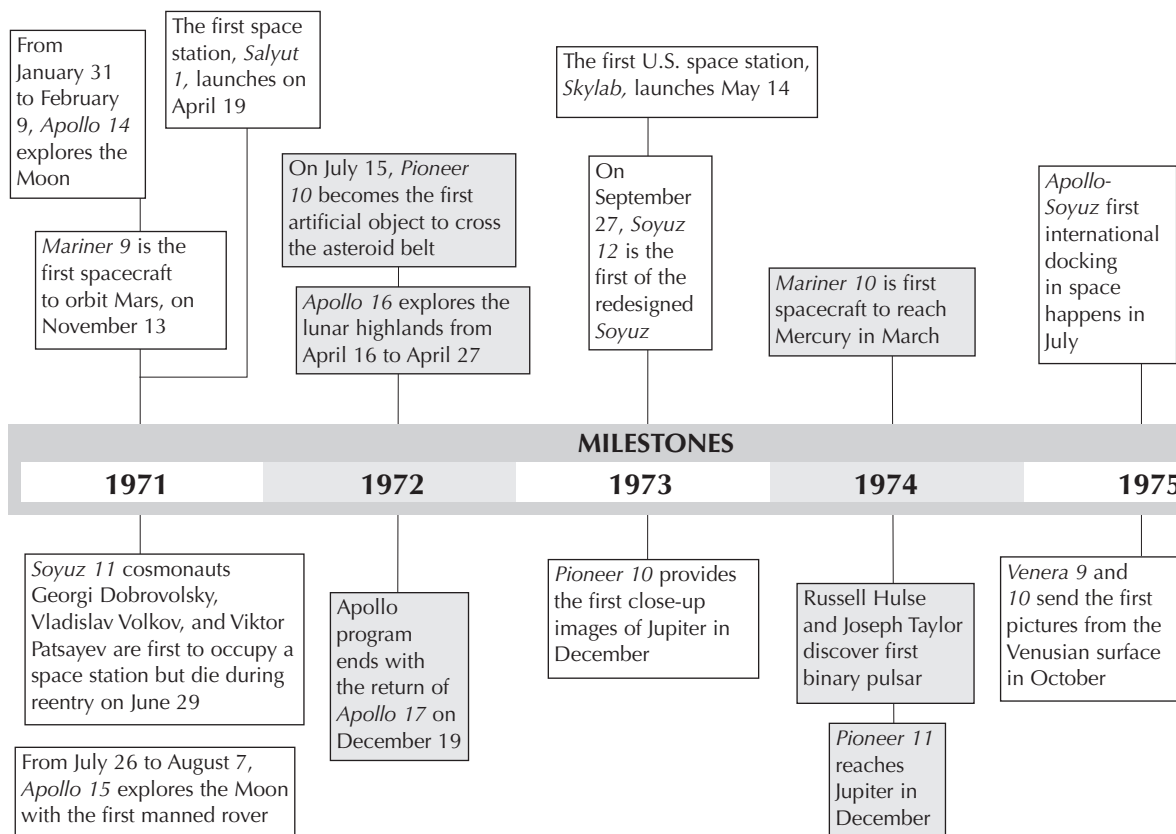 From
January 31
to February
9, Apollo 14
explores the
Moon
The first space
station, Salyut
1, launches on
April 19
Mariner 9 is the
first spacecraft
to orbit Mars, on
November 13
On July 15, Pioneer
10 becomes the first
artificial object to cross
the asteroid belt
Apollo 16 explores the
lunar highlands from
April 16 to April 27
The first U.S. space station,
Skylab, launches May 14
On
September
27, Soyuz
12 is the
first of the
redesigned
Soyuz
Mariner 10 is first
spacecraft to reach
Mercury in March
Apollo-
Soyuz first
international
docking
in space
happens in
July
MILESTONES
1971 1972 1973 1974 1975
Soyuz 11 cosmonauts
Georgi Dobrovolsky,
Vladislav Volkov, and Viktor
Patsayev are first to occupy a
space station but die during
reentry on June 29
From July 26 to August 7,
Apollo 15 explores the Moon
with the first manned rover
Apollo
program
ends with
the return of
Apollo 17 on
December 19
Pioneer 10 provides
the first close-up
images of Jupiter in
December
Russell Hulse
and Joseph Taylor
discover first
binary pulsar
Pioneer 11
reaches
Jupiter in
December
Venera 9 and
10 send the first
pictures from the
Venusian surface
in October